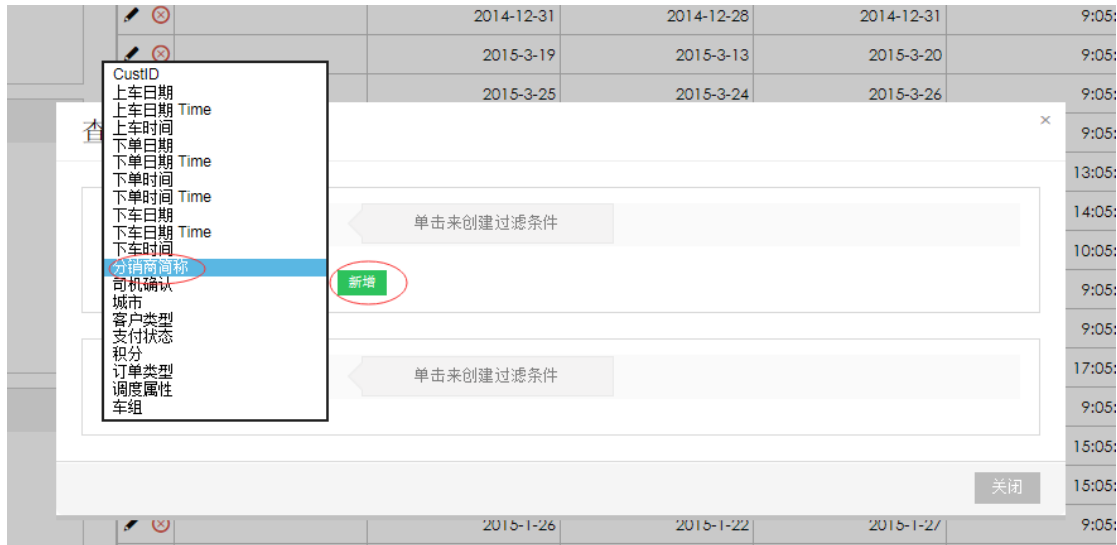 2014-12-31 2014-12-28 2014-12-31 9:05:
2015-3-19 2015-3-13 2015-3-20 9:05:
CustID
2015-3-25 2015-3-24 2015-3-26 9:05:
上车日期
上车日期 Time
上车时间
下单日期
下单日期 Time
下单时间
下单时间 Time
下车日期
下车日期 Time
下车时间
分销商简称
司机确认
城市
客户类型
支付状态
积分
订单类型
调度属性
车组
×
9:05:
13:05:
单击来创建过滤条件
14:05:
10:05:
新增
9:05:
9:05:
单击来创建过滤条件
17:05:
9:05:
15:05:
关闭
15:05:
2015-1-26 2015-1-22 2015-1-27 9:05: